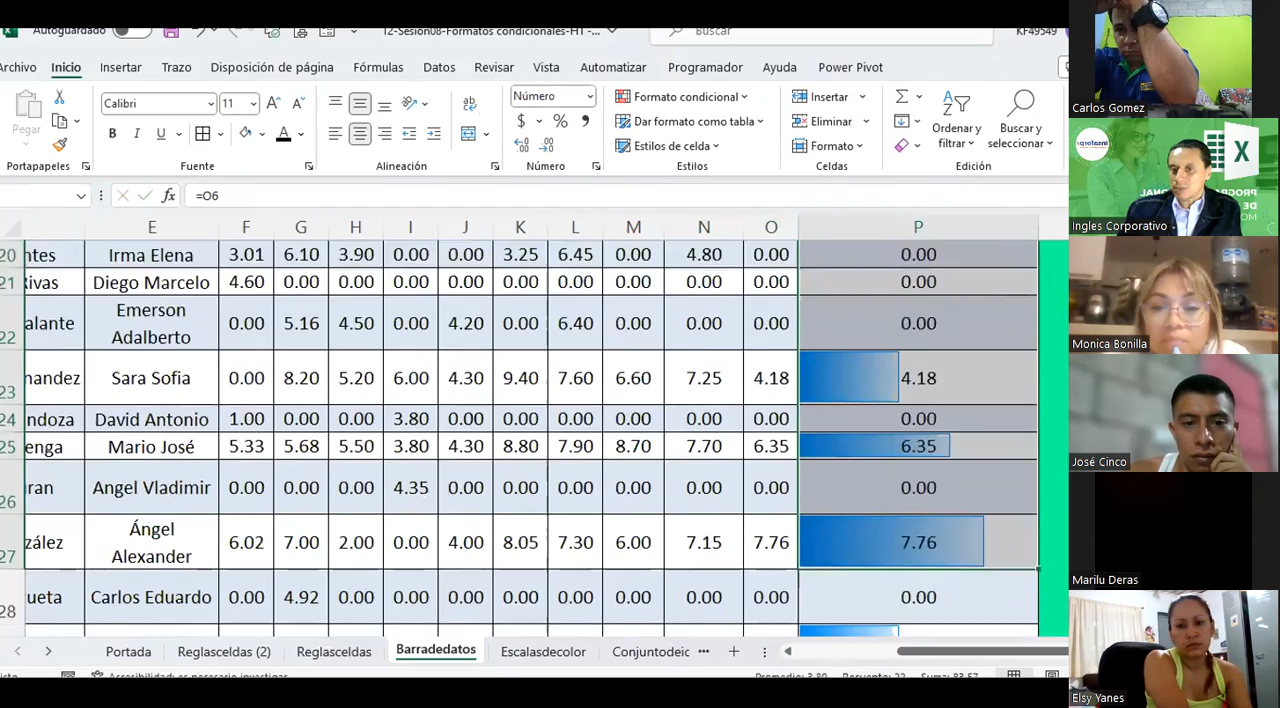 Autoguardado 12-Sesion08-Formatos condicionales-HT -... Buscar KF49549
Archivo Inicio Insertar Trazo Disposición de página Fórmulas Datos Revisar Vista Automatizar Programador Ayuda Power Pivot
Pegar
Calibri 11
N K S
Número
$ %
Formato condicional
Dar formato como tabla
Estilos de celda
Insertar
Eliminar
Formato
Ordenar y filtrar
Buscar y seleccionar
Portapapeles Fuente Alineación Número Estilos Celdas Edición
fx =O6
E F G H I J K L M N O P
20 ntes Irma Elena 3.01 6.10 3.90 0.00 0.00 3.25 6.45 0.00 4.80 0.00 0.00
21 Rivas Diego Marcelo 4.60 0.00 0.00 0.00 0.00 0.00 0.00 0.00 0.00 0.00 0.00
22 alante Emerson Adalberto 0.00 5.16 4.50 0.00 4.20 0.00 6.40 0.00 0.00 0.00 0.00
23 nandez Sara Sofia 0.00 8.20 5.20 6.00 4.30 9.40 7.60 6.60 7.25 4.18 4.18
24 ndoza David Antonio 1.00 0.00 0.00 3.80 0.00 0.00 0.00 0.00 0.00 0.00 0.00
25 enga Mario José 5.33 5.68 5.50 3.80 4.30 8.80 7.90 8.70 7.70 6.35 6.35
26 ran Angel Vladimir 0.00 0.00 0.00 4.35 0.00 0.00 0.00 0.00 0.00 0.00 0.00
27 zález Ángel Alexander 6.02 7.00 2.00 0.00 4.00 8.05 7.30 6.00 7.15 7.76 7.76
28 ueta Carlos Eduardo 0.00 4.92 0.00 0.00 0.00 0.00 0.00 0.00 0.00 0.00 0.00
Portada Reglasceldas (2) Reglasceldas Barradedatos Escalasdecolor Conjuntodeic ...
Accesibilidad: es necesario investigar Promedio: 3.80 Recuento: 22 Suma: 83.57
Carlos Gomez
Ingles Corporativo
Monica Bonilla
José Cinco
Marilu Deras
Elsy Yanes